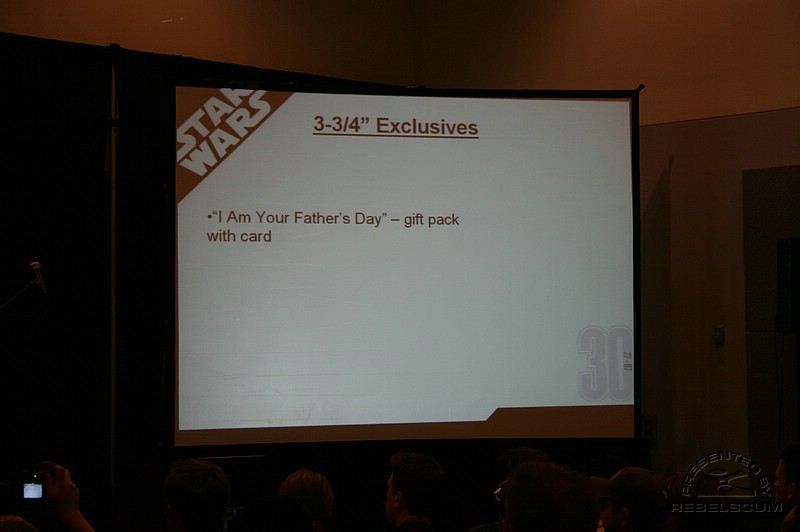 STAR
WARS
3-3/4” Exclusives
•“I Am Your Father’s Day” – gift pack
with card
30
PRESENTED BY
REBELSCUM